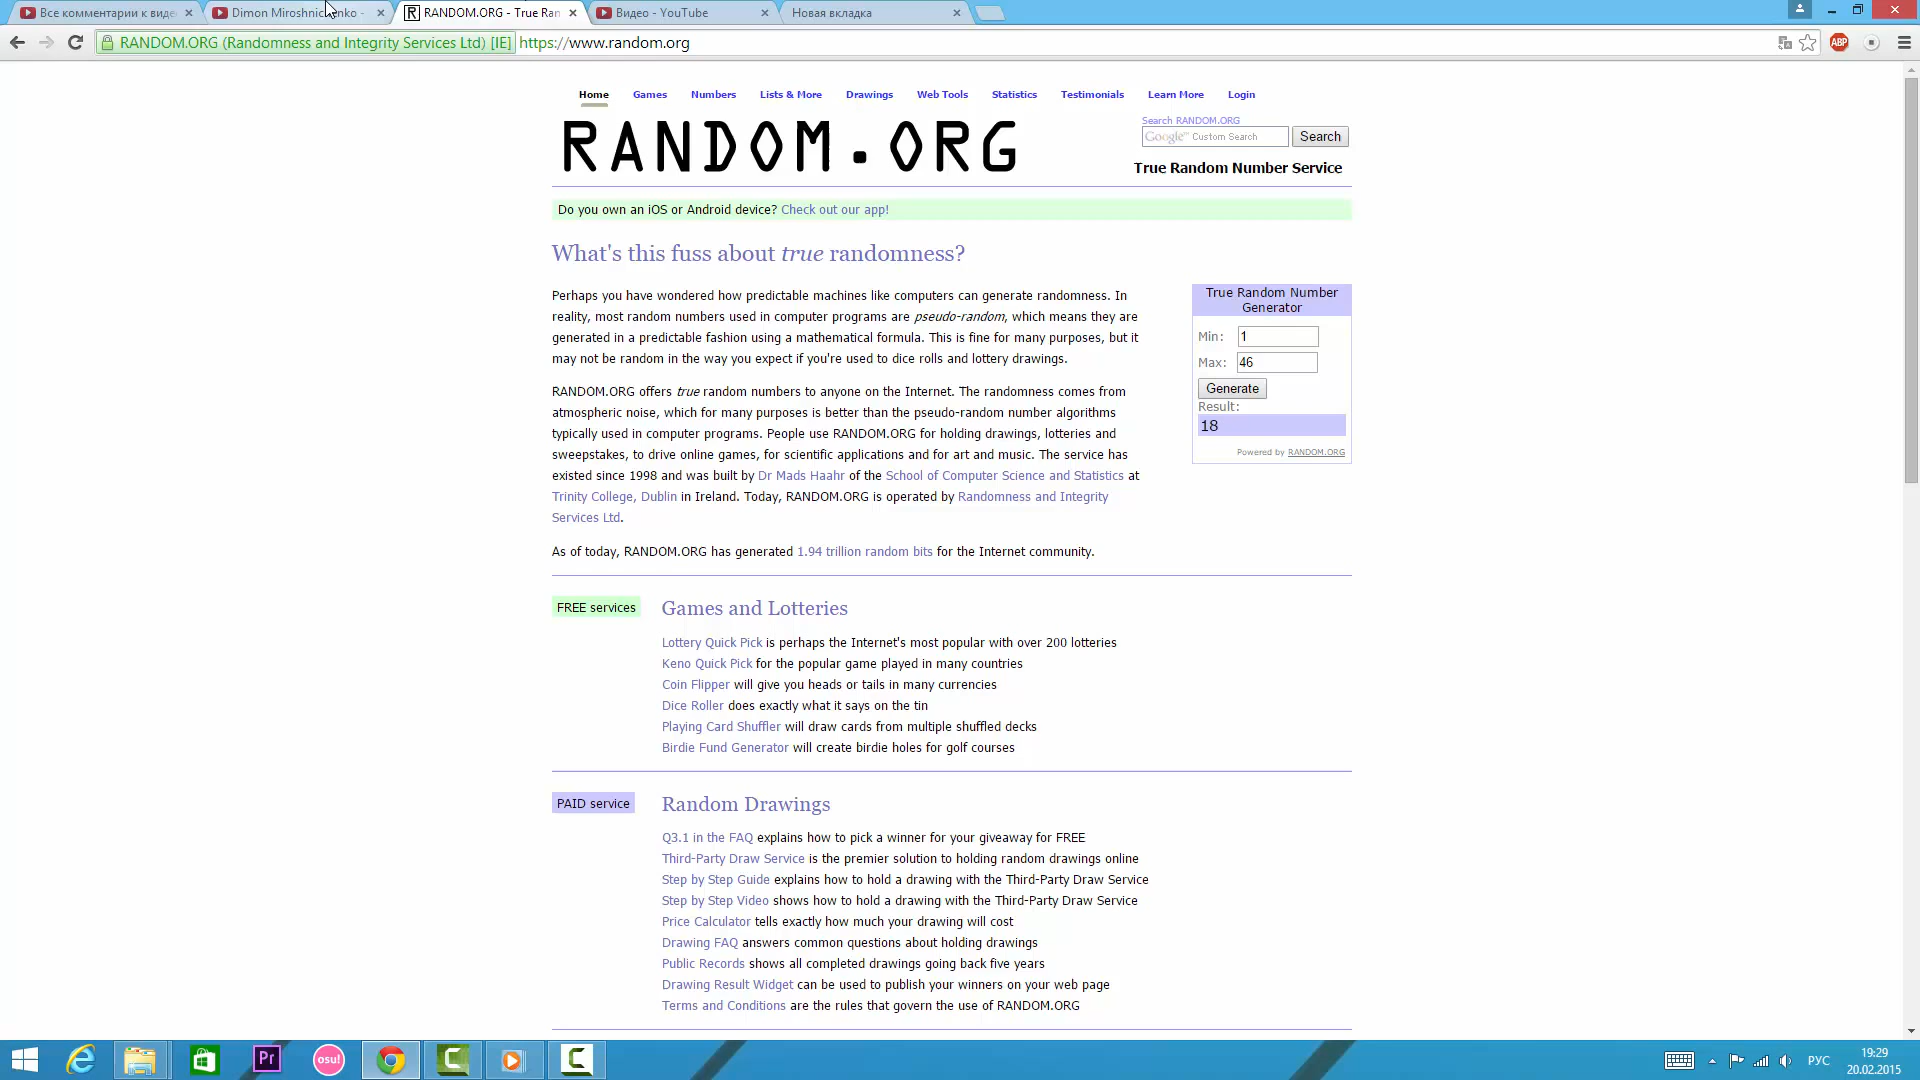 Все комментарии к виде
Dimon Miroshnichenko -
RANDOM.ORG - True Ran
Видео - YouTube
Новая вкладка
RANDOM.ORG (Randomness and Integrity Services Ltd) [IE] https://www.random.org
ABP
Home Games Numbers Lists & More Drawings Web Tools Statistics Testimonials Learn More Login
RANDOM.ORG
Search RANDOM.ORG
Google™ Custom Search Search
True Random Number Service
Do you own an iOS or Android device? Check out our app!
What's this fuss about true randomness?
Perhaps you have wondered how predictable machines like computers can generate randomness. In
reality, most random numbers used in computer programs are pseudo-random, which means they are
generated in a predictable fashion using a mathematical formula. This is fine for many purposes, but it
may not be random in the way you expect if you're used to dice rolls and lottery drawings.
RANDOM.ORG offers true random numbers to anyone on the Internet. The randomness comes from
atmospheric noise, which for many purposes is better than the pseudo-random number algorithms
typically used in computer programs. People use RANDOM.ORG for holding drawings, lotteries and
sweepstakes, to drive online games, for scientific applications and for art and music. The service has
existed since 1998 and was built by Dr Mads Haahr of the School of Computer Science and Statistics at
Trinity College, Dublin in Ireland. Today, RANDOM.ORG is operated by Randomness and Integrity
Services Ltd.
As of today, RANDOM.ORG has generated 1.94 trillion random bits for the Internet community.
True Random Number
Generator
Min: 1
Max: 46
Generate
Result:
18
Powered by RANDOM.ORG
FREE services
Games and Lotteries
Lottery Quick Pick is perhaps the Internet's most popular with over 200 lotteries
Keno Quick Pick for the popular game played in many countries
Coin Flipper will give you heads or tails in many currencies
Dice Roller does exactly what it says on the tin
Playing Card Shuffler will draw cards from multiple shuffled decks
Birdie Fund Generator will create birdie holes for golf courses
PAID service
Random Drawings
Q3.1 in the FAQ explains how to pick a winner for your giveaway for FREE
Third-Party Draw Service is the premier solution to holding random drawings online
Step by Step Guide explains how to hold a drawing with the Third-Party Draw Service
Step by Step Video shows how to hold a drawing with the Third-Party Draw Service
Price Calculator tells exactly how much your drawing will cost
Drawing FAQ answers common questions about holding drawings
Public Records shows all completed drawings going back five years
Drawing Result Widget can be used to publish your winners on your web page
Terms and Conditions are the rules that govern the use of RANDOM.ORG
Pr
osu!
РУС
19:29
20.02.2015